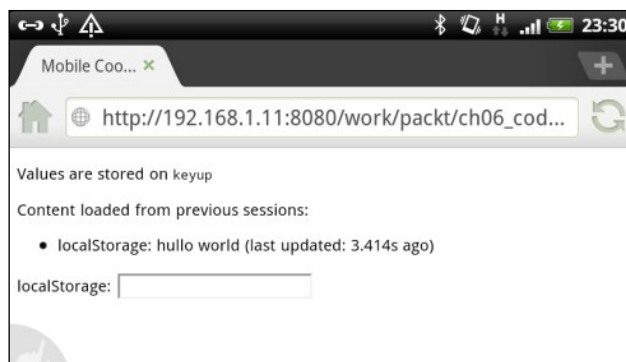 H
23:30
Mobile Coo... ×
http://192.168.1.11:8080/work/packt/ch06_cod...
Values are stored on keyup
Content loaded from previous sessions:
localStorage: hullo world (last updated: 3.414s ago)
localStorage: